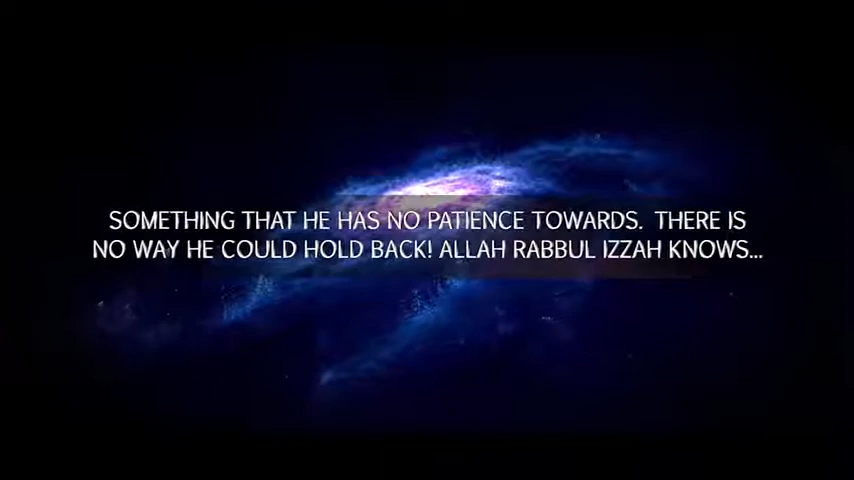 SOMETHING THAT HE HAS NO PATIENCE TOWARDS. THERE IS
NO WAY HE COULD HOLD BACK! ALLAH RABBUL IZZAH KNOWS...